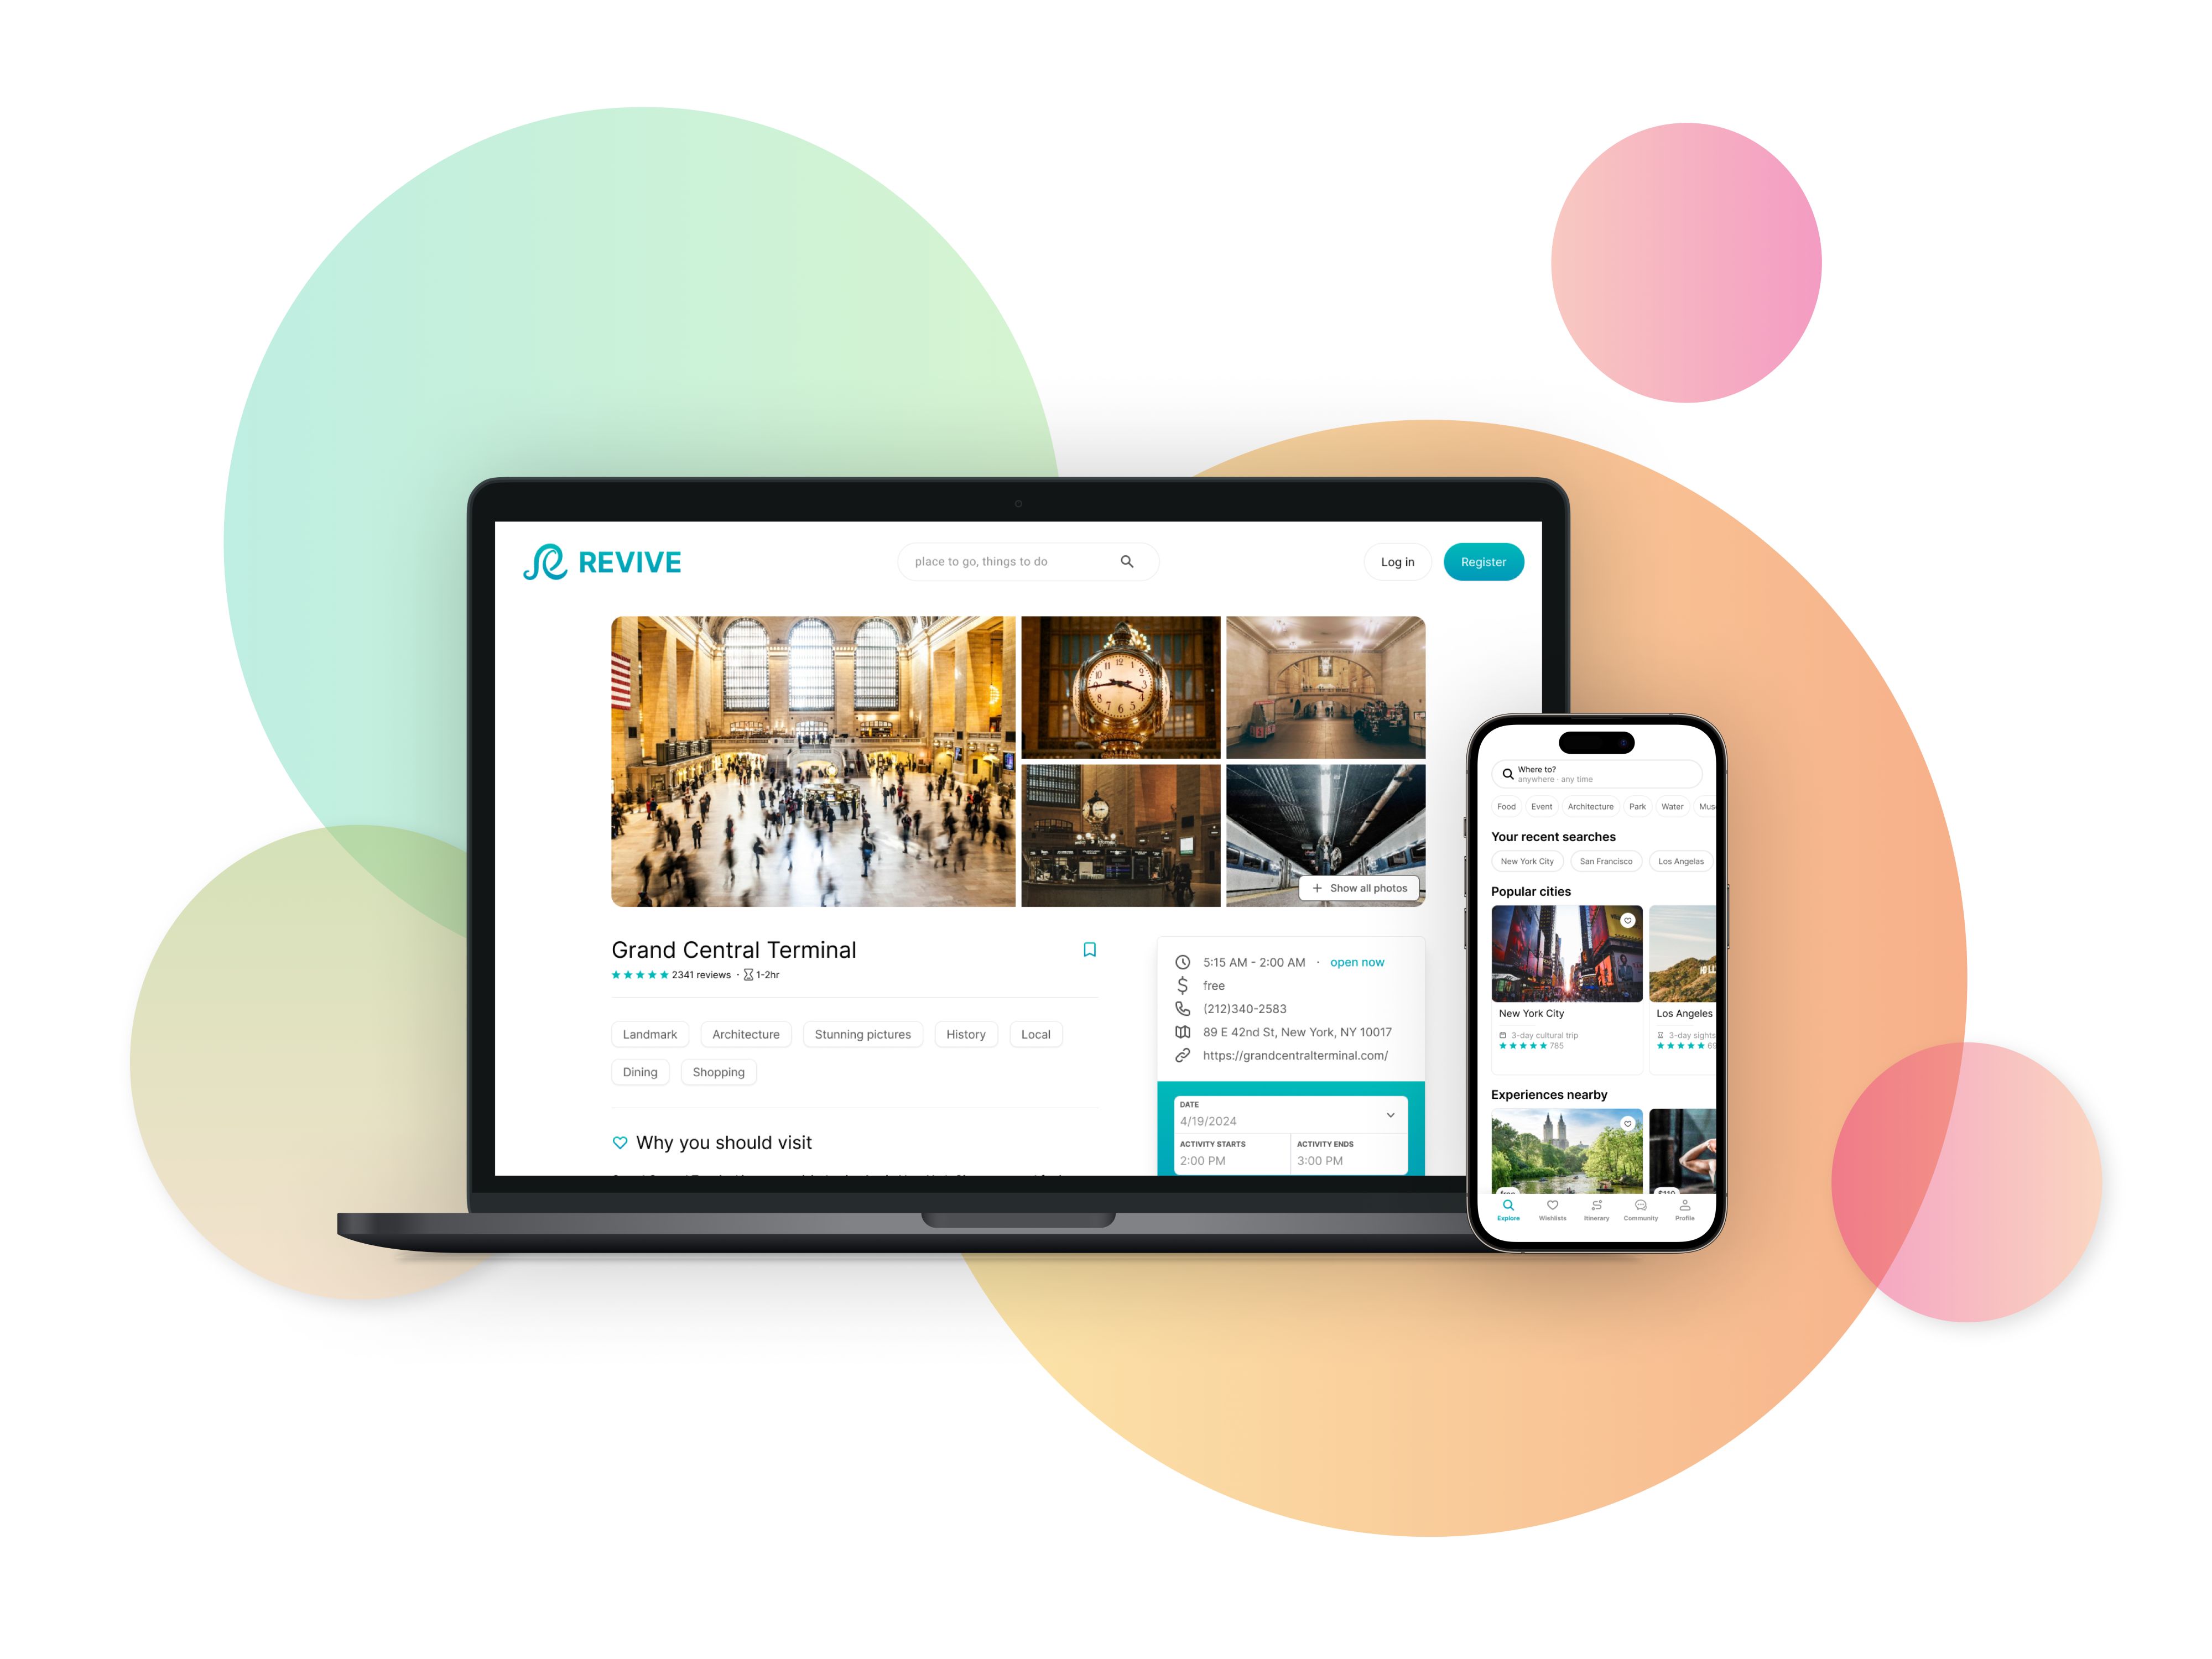 REVIVE
place to go, things to do
Log in
Register
Show all photos
Grand Central Terminal
2341 reviews · 1-2hr
Landmark
Architecture
Stunning pictures
History
Local
Dining
Shopping
Why you should visit
5:15 AM - 2:00 AM · open now
free
(212)340-2583
89 E 42nd St, New York, NY 10017
https://grandcentralterminal.com/
DATE
4/19/2024
ACTIVITY STARTS
2:00 PM
ACTIVITY ENDS
3:00 PM
Where to?
anywhere · any time
Food
Event
Architecture
Park
Water
Your recent searches
New York City
San Francisco
Los Angelas
Popular cities
New York City
3-day cultural trip
785
Los Angeles
3-day sights
69
Experiences nearby
free
$110
Explore
Wishlists
Itinerary
Community
Profile